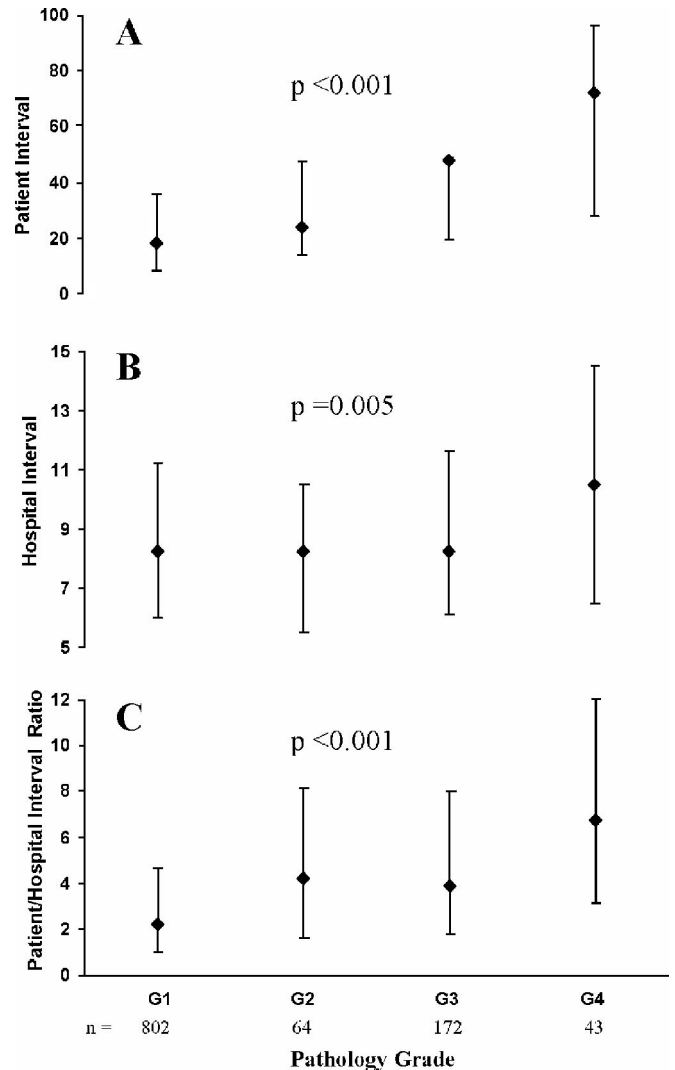 A
p <0.001
Patient Interval
100
80
60
40
20
0
B
p =0.005
Hospital Interval
15
13
11
9
7
5
C
p <0.001
Patient/Hospital Interval Ratio
12
10
8
6
4
2
0
G1 G2 G3 G4
n = 802 64 172 43
Pathology Grade